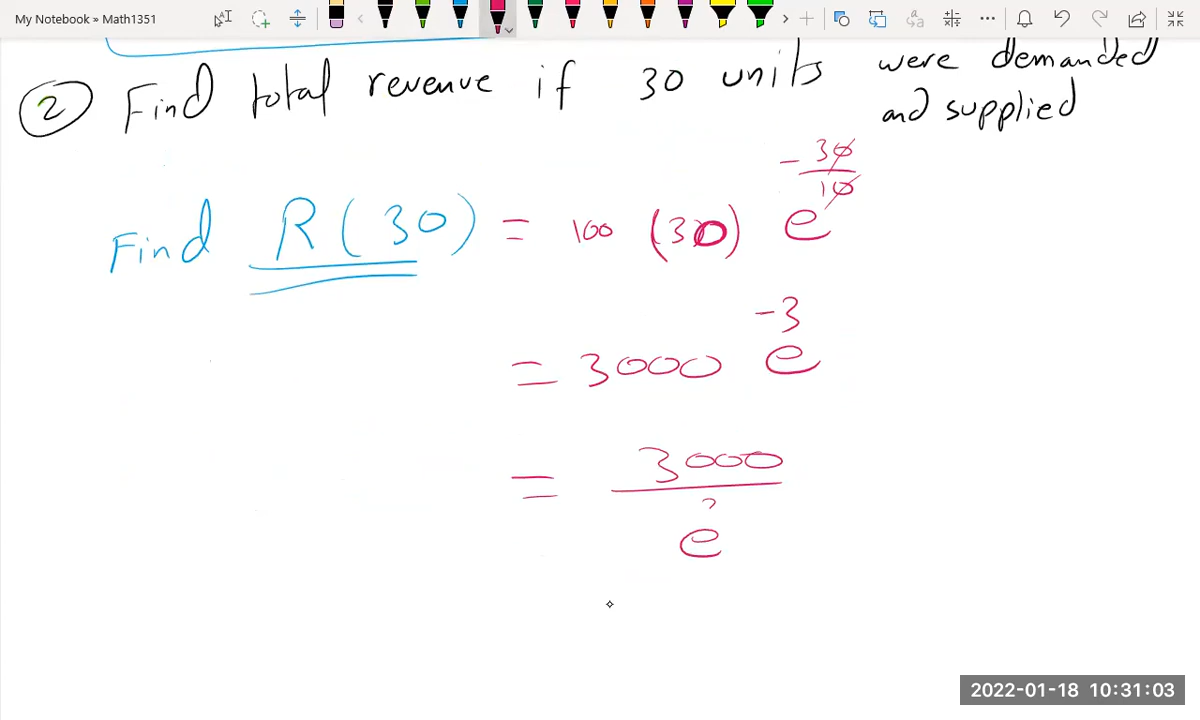 My Notebook » Math1351
② Find total revenue if 30 units were demanded and supplied
Find R(30) = 100 (30) e^(-30/10)
= 3000 e^(-3)
= 3000 / e
2022-01-18 10:31:03